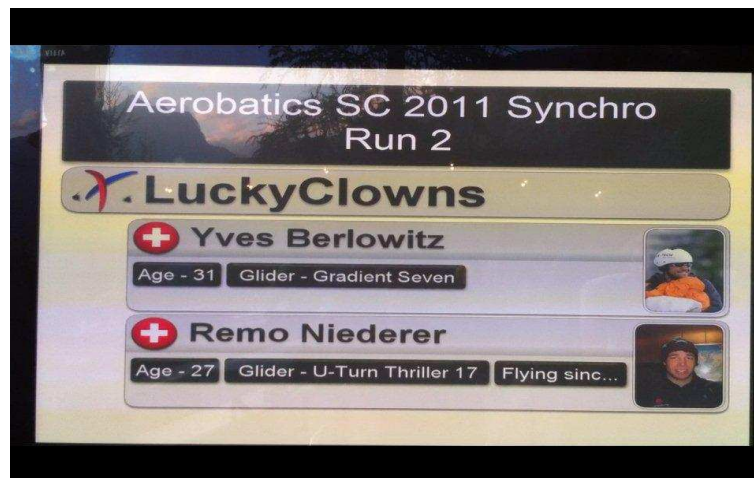 Aerobatics SC 2011 Synchro
Run 2
LuckyClowns
Yves Berlowitz
Age - 31 Glider - Gradient Seven
Remo Niederer
Age - 27 Glider - U-Turn Thriller 17 Flying sinc...